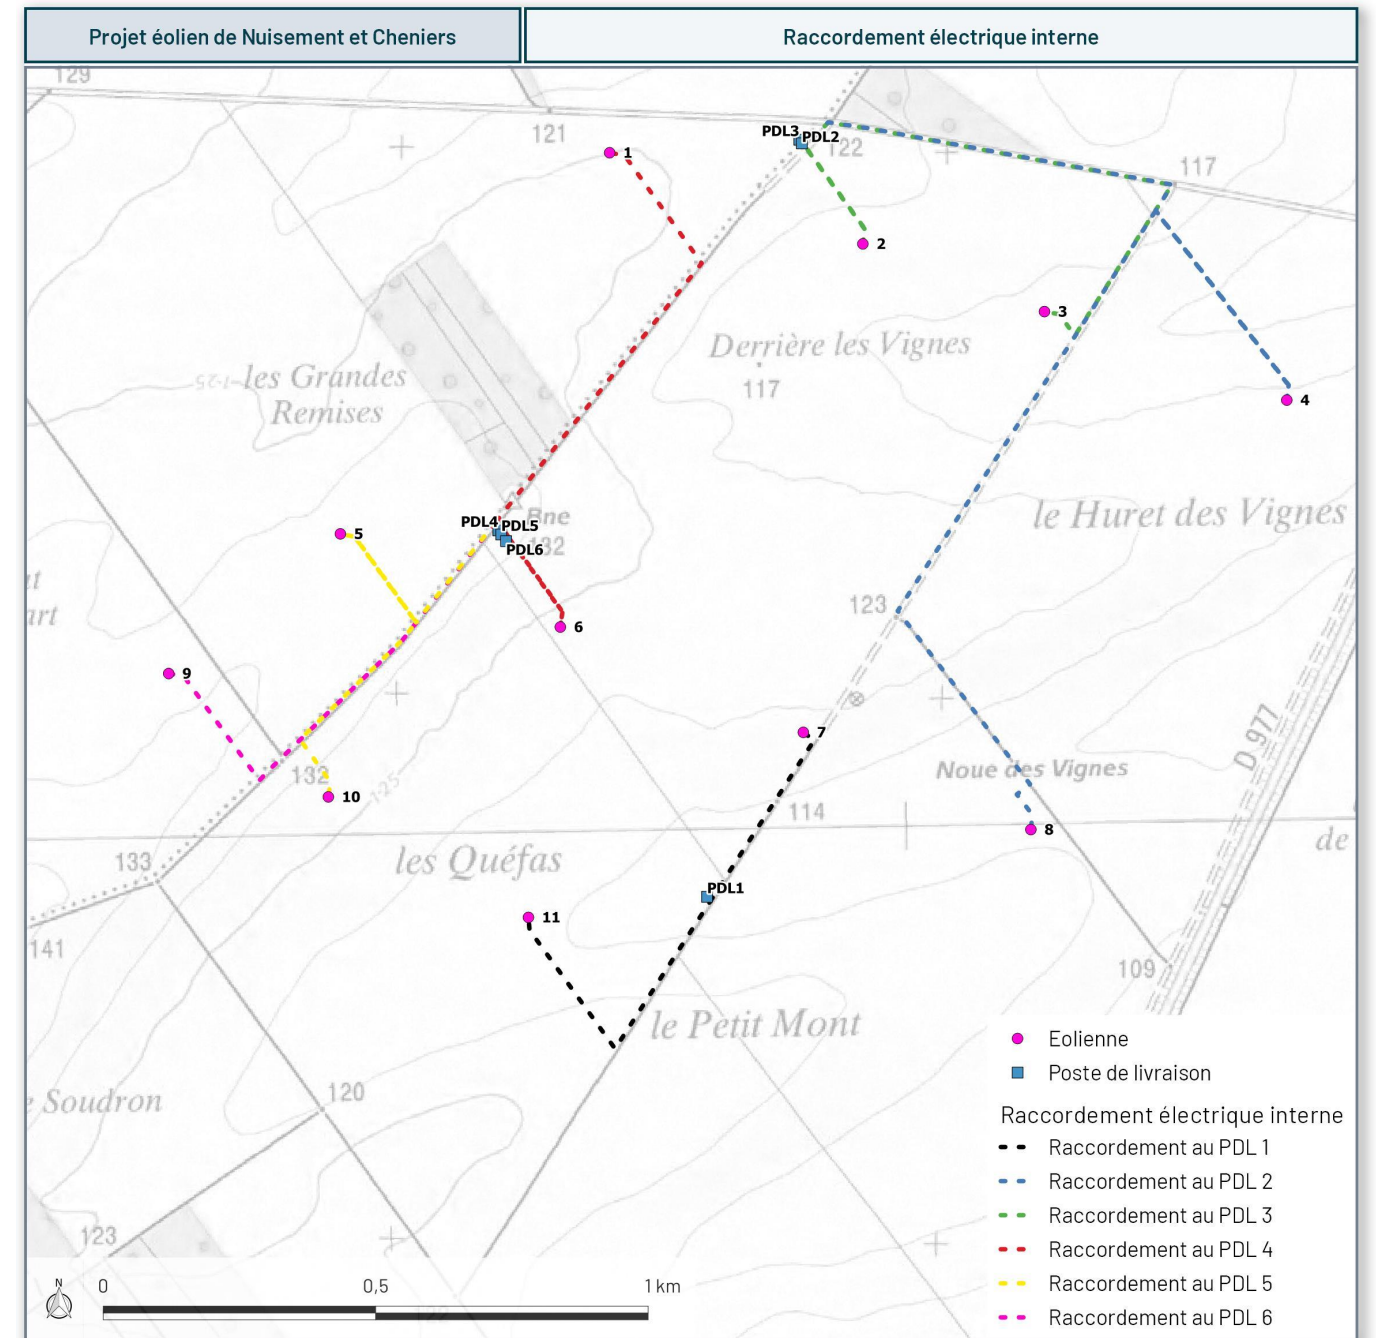 Projet éolien de Nuisement et Cheniers
Raccordement électrique interne
129
121
PDL3
PDL2
122
117
1
2
3
4
Derrière les Vignes
117
les Grandes
Remises
le Huret des Vignes
Bne
132
PDL4
PDL5
PDL6
5
6
123
9
7
D 977
Noue des Vignes
132
10
125
114
8
133
les Quéfas
de
PDL1
11
141
109
le Petit Mont
120
Soudron
123
N
0
0,5
1 km
Eolienne
Poste de livraison
Raccordement électrique interne
Raccordement au PDL 1
Raccordement au PDL 2
Raccordement au PDL 3
Raccordement au PDL 4
Raccordement au PDL 5
Raccordement au PDL 6